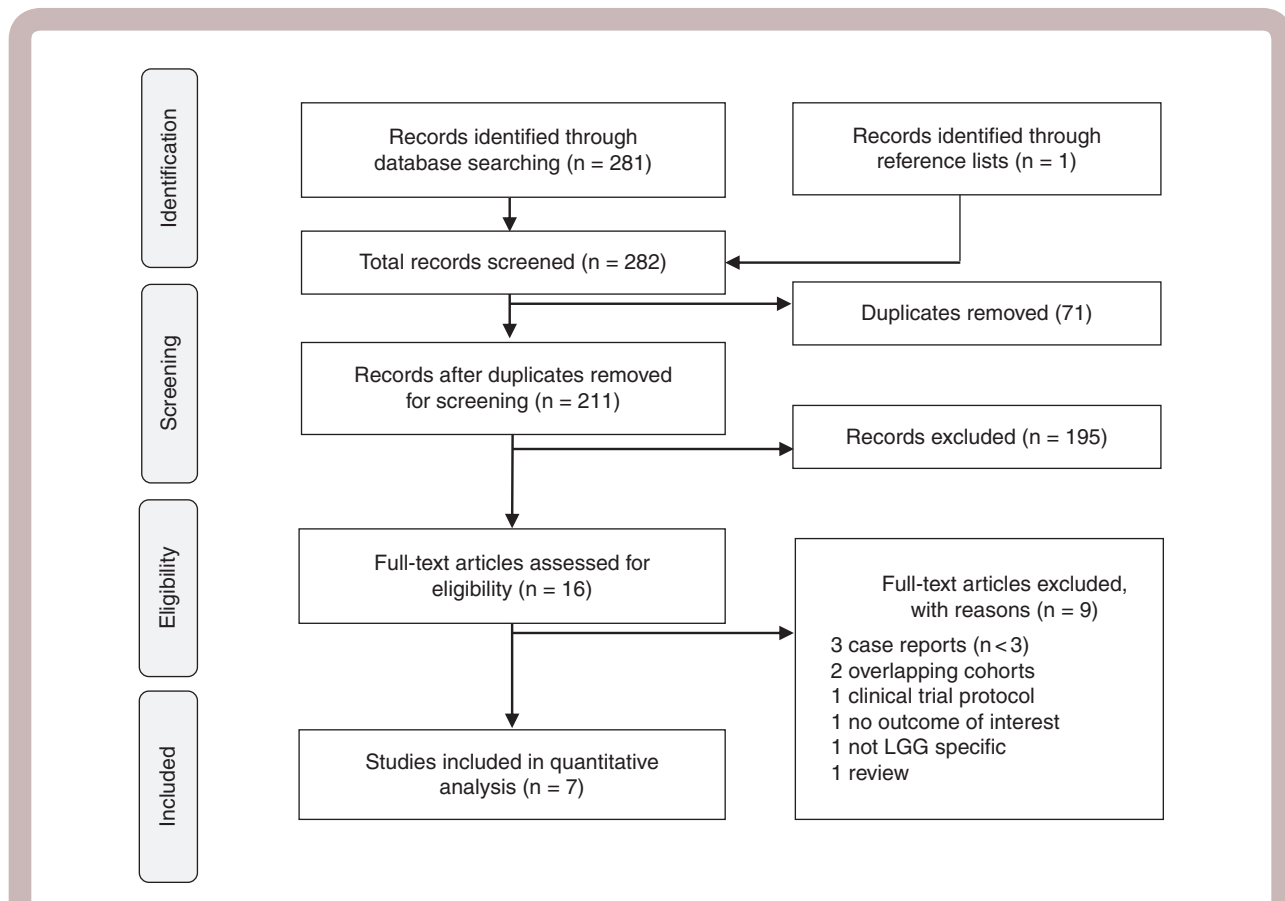 Identification
Records identified through
database searching (n = 281)
Records identified through
reference lists (n = 1)
Total records screened (n = 282)
Screening
Duplicates removed (71)
Records after duplicates removed
for screening (n = 211)
Records excluded (n = 195)
Eligibility
Full-text articles assessed for
eligibility (n = 16)
Full-text articles excluded,
with reasons (n = 9)
3 case reports (n < 3)
2 overlapping cohorts
1 clinical trial protocol
1 no outcome of interest
1 not LGG specific
1 review
Included
Studies included in quantitative
analysis (n = 7)